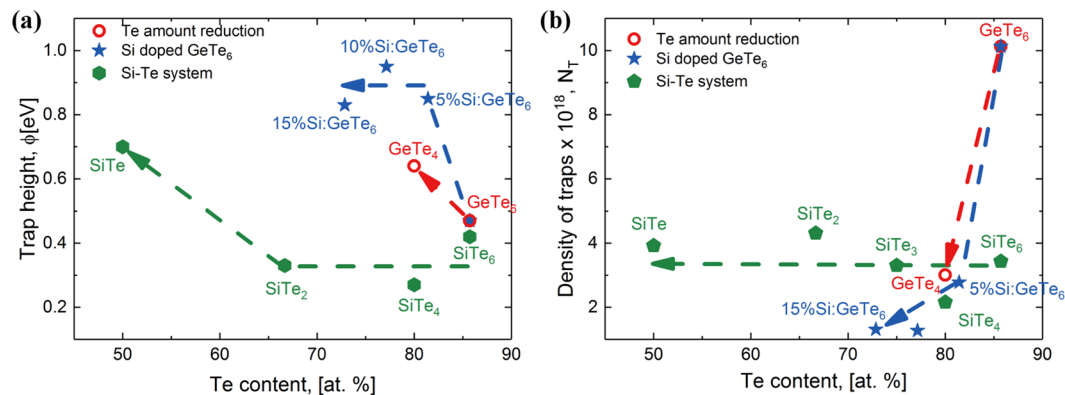 (a)
Te amount reduction
Si doped GeTe6
Si-Te system
10%Si:GeTe6
5%Si:GeTe6
15%Si:GeTe6
GeTe4
GeTe6
SiTe
SiTe6
SiTe2
SiTe4
1.0
0.8
0.6
0.4
0.2
Trap height, ϕ[eV]
50
60
70
80
90
Te content, [at. %]
(b)
Te amount reduction
Si doped GeTe6
Si-Te system
GeTe6
SiTe
SiTe2
SiTe3
SiTe6
GeTe4
5%Si:GeTe6
15%Si:GeTe6
SiTe4
10
8
6
4
2
Density of traps x 10^18, NT
50
60
70
80
90
Te content, [at. %]